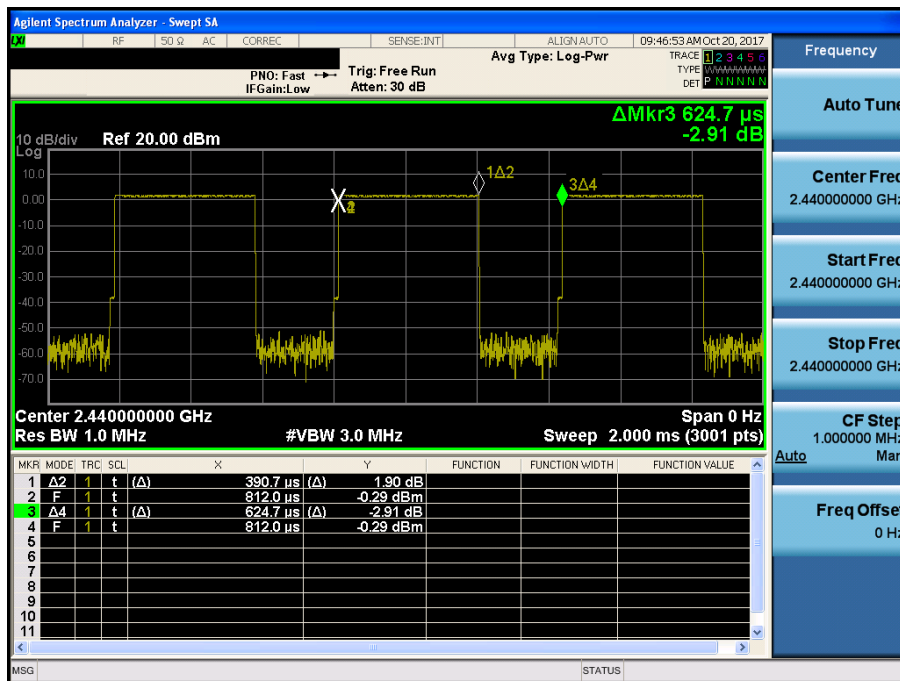 Agilent Spectrum Analyzer - Swept SA
LXI RF 50 Ω AC CORREC SENSE:INT ALIGNAUTO 09:46:53 AM Oct 20, 2017
PNO: Fast Trig: Free Run Avg Type: Log-Pwr TRACE 1 2 3 4 5 6
IFGain:Low Atten: 30 dB TYPE
DET P N N N N N
ΔMkr3 624.7 µs
-2.91 dB
10 dB/div Ref 20.00 dBm
Log
10.0
0.00
-10.0
-20.0
-30.0
-40.0
-50.0
-60.0
-70.0
1Δ2
3Δ4
Center 2.440000000 GHz Span 0 Hz
Res BW 1.0 MHz #VBW 3.0 MHz Sweep 2.000 ms (3001 pts)
MKR MODE TRC SCL X Y FUNCTION FUNCTION WIDTH FUNCTION VALUE
1 Δ2 1 t (Δ) 390.7 µs (Δ) 1.90 dB
2 F 1 t 812.0 µs -0.29 dBm
3 Δ4 1 t (Δ) 624.7 µs (Δ) -2.91 dB
4 F 1 t 812.0 µs -0.29 dBm
5
6
7
8
9
10
11
MSG STATUS
Frequency
Auto Tune
Center Freq
2.440000000 GHz
Start Freq
2.440000000 GHz
Stop Freq
2.440000000 GHz
CF Step
1.000000 MHz
Auto Man
Freq Offset
0 Hz